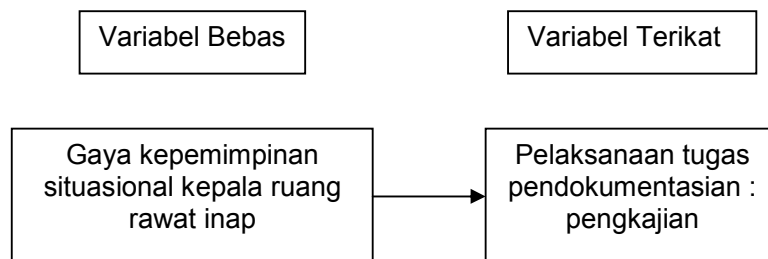 Variabel Bebas
Variabel Terikat
Gaya kepemimpinan
situasional kepala ruang
rawat inap
Pelaksanaan tugas
pendokumentasian :
pengkajian